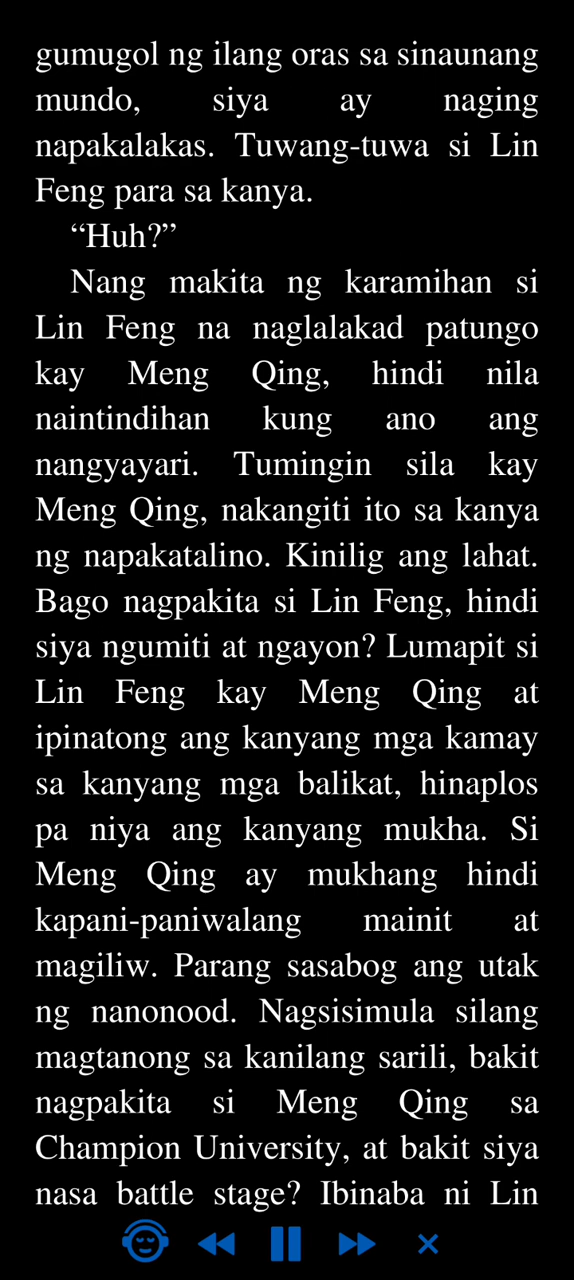 gumugol ng ilang oras sa sinaunang
mundo, siya ay naging
napakalakas. Tuwang-tuwa si Lin
Feng para sa kanya.
“Huh?”
Nang makita ng karamihan si
Lin Feng na naglalakad patungo
kay Meng Qing, hindi nila
naintindihan kung ano ang
nangyayari. Tumingin sila kay
Meng Qing, nakangiti ito sa kanya
ng napakatalino. Kinilig ang lahat.
Bago nagpakita si Lin Feng, hindi
siya ngumiti at ngayon? Lumapit si
Lin Feng kay Meng Qing at
ipinatong ang kanyang mga kamay
sa kanyang mga balikat, hinaplos
pa niya ang kanyang mukha. Si
Meng Qing ay mukhang hindi
kapani-paniwalang mainit at
magiliw. Parang sasabog ang utak
ng nanonood. Nagsisimula silang
magtanong sa kanilang sarili, bakit
nagpakita si Meng Qing sa
Champion University, at bakit siya
nasa battle stage? Ibinaba ni Lin